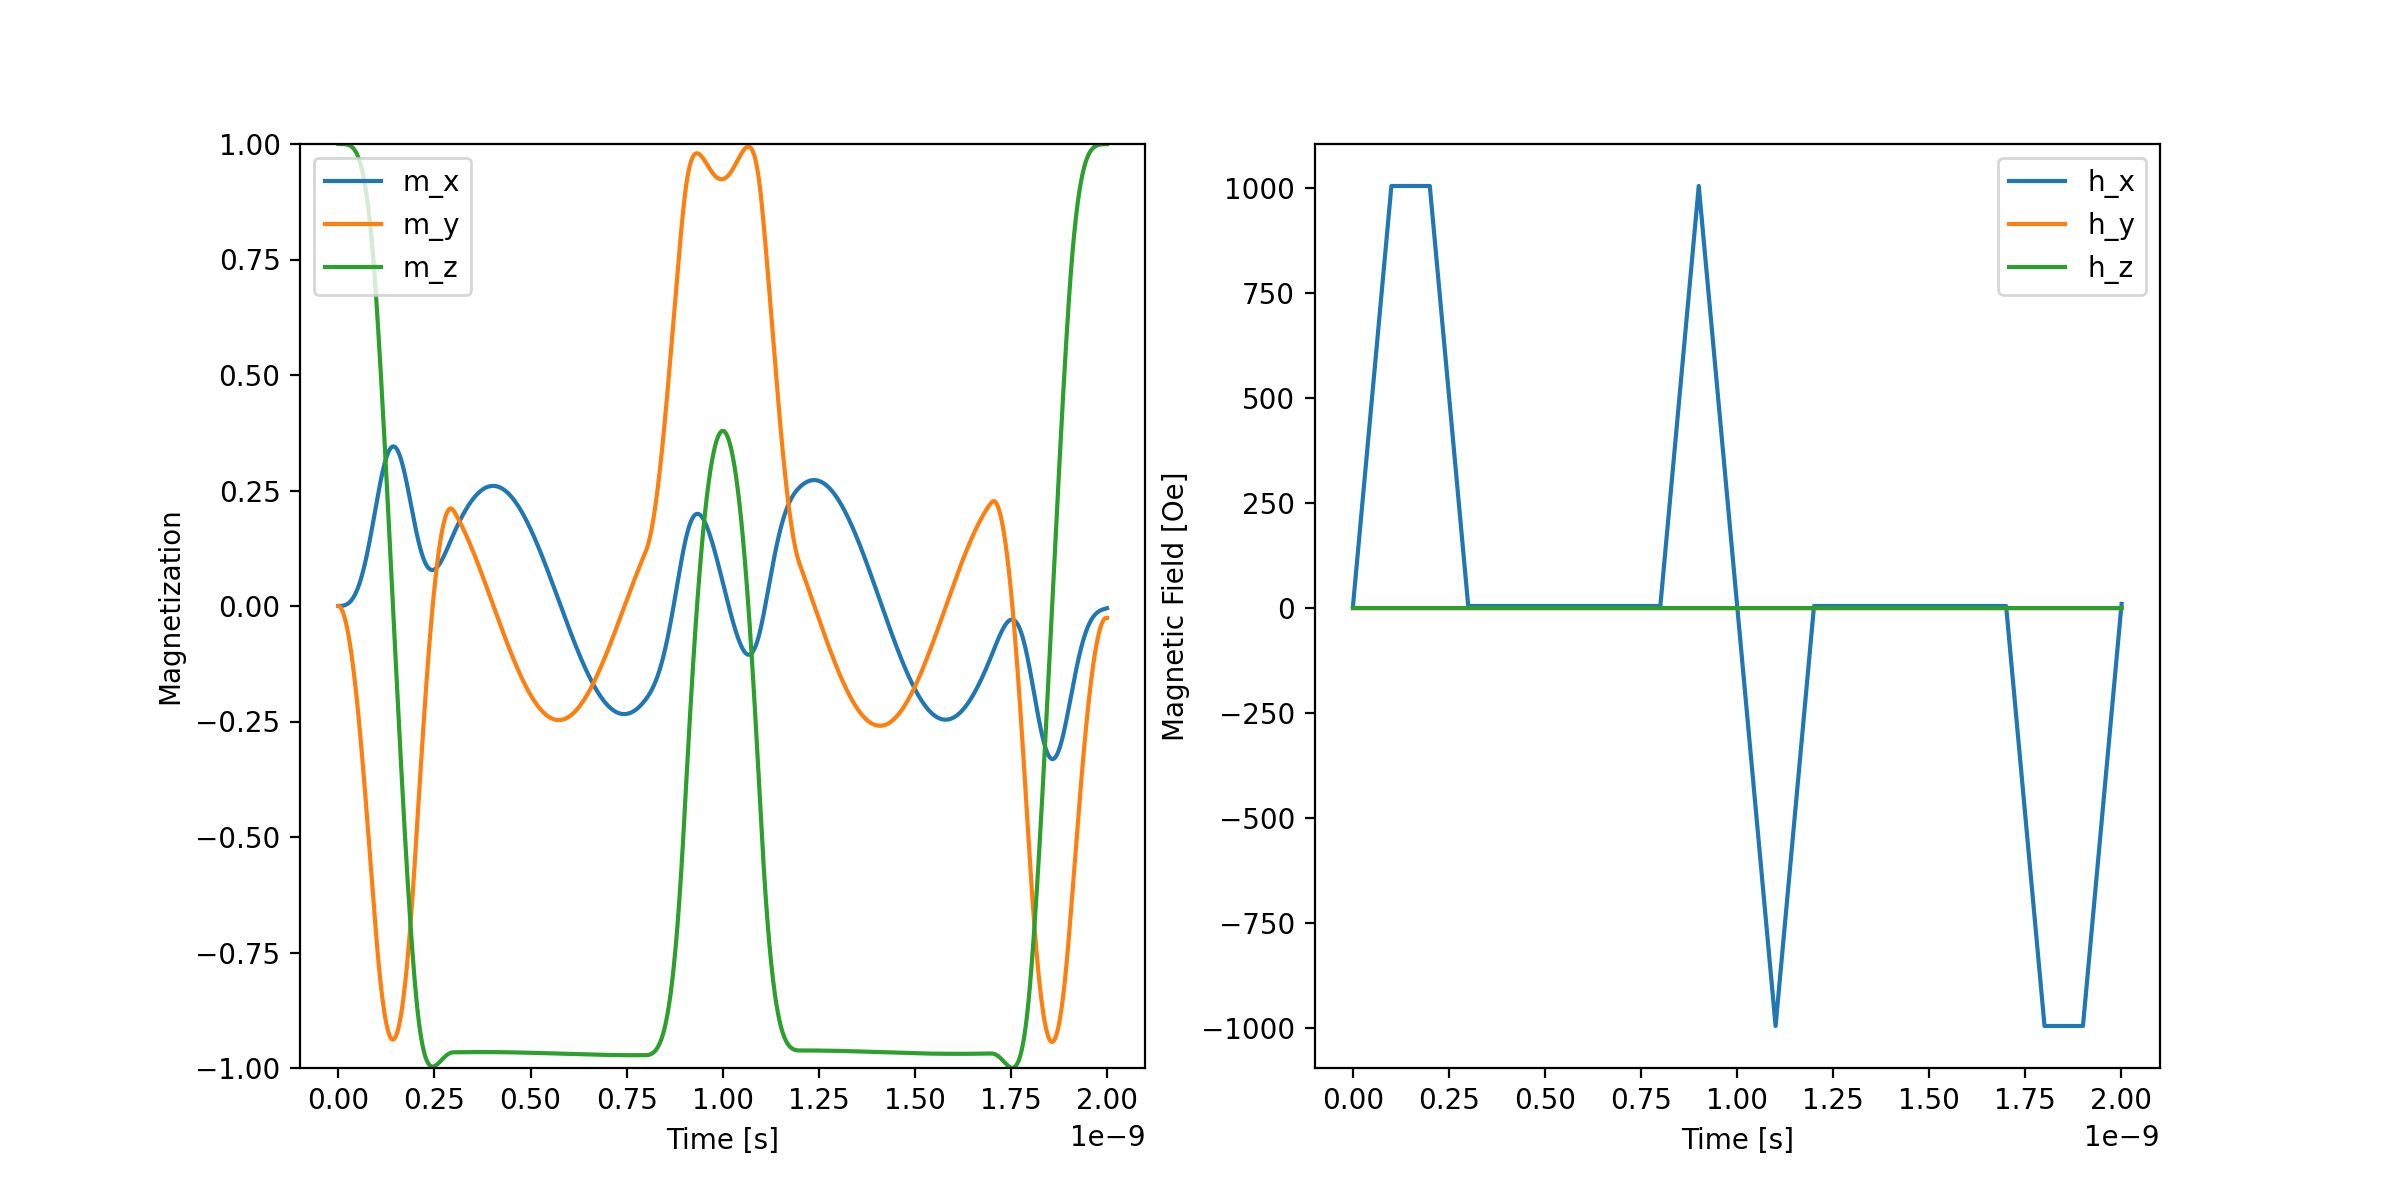 1.00
0.75
0.50
0.25
0.00
−0.25
−0.50
−0.75
−1.00
Magnetization
m_x
m_y
m_z
0.00 0.25 0.50 0.75 1.00 1.25 1.50 1.75 2.00
Time [s]
1e−9
1000
750
500
250
0
−250
−500
−750
−1000
Magnetic Field [Oe]
h_x
h_y
h_z
0.00 0.25 0.50 0.75 1.00 1.25 1.50 1.75 2.00
Time [s]
1e−9